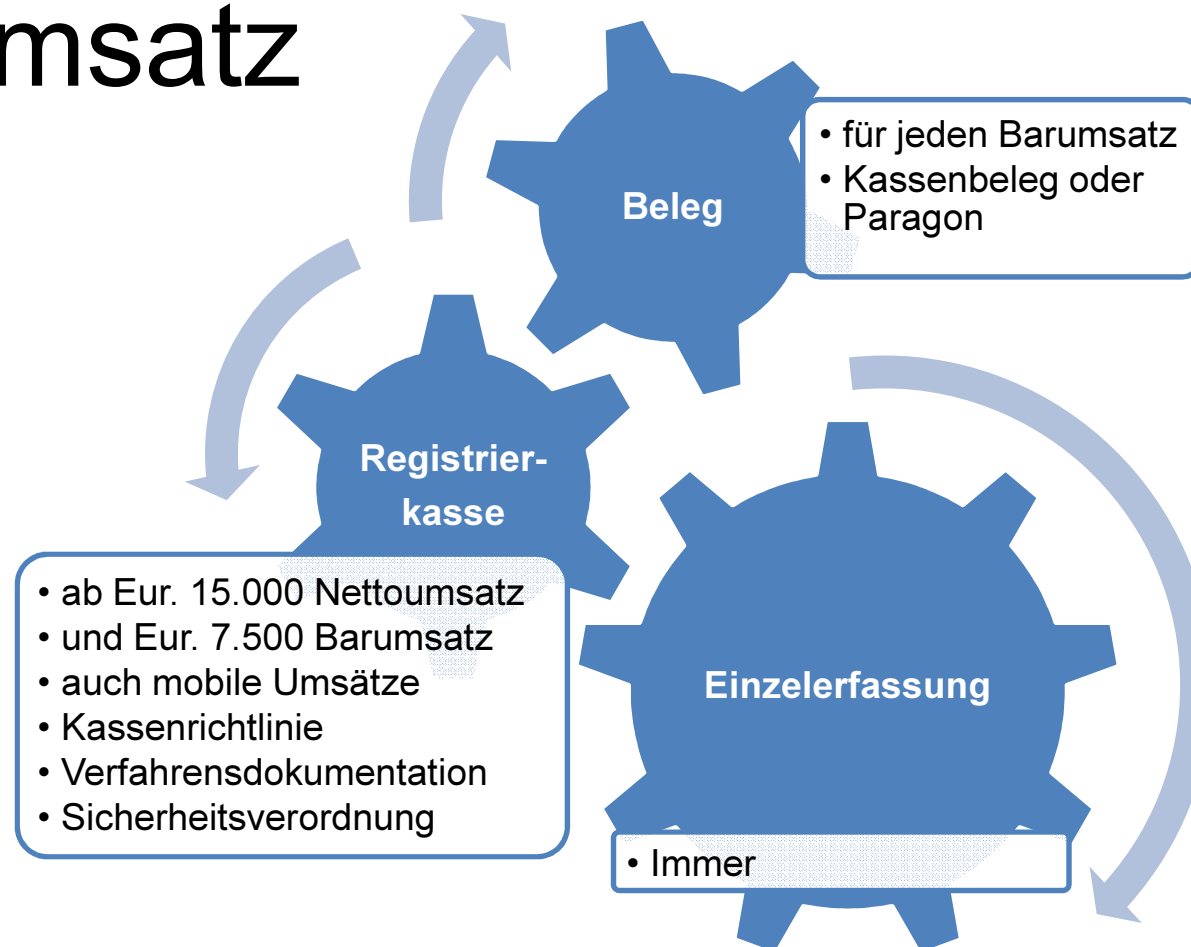 msatz
Beleg
• für jeden Barumsatz
• Kassenbeleg oder
Paragon
Registrier-
kasse
• ab Eur. 15.000 Nettoumsatz
• und Eur. 7.500 Barumsatz
• auch mobile Umsätze
• Kassenrichtlinie
• Verfahrensdokumentation
• Sicherheitsverordnung
Einzelerfassung
• Immer